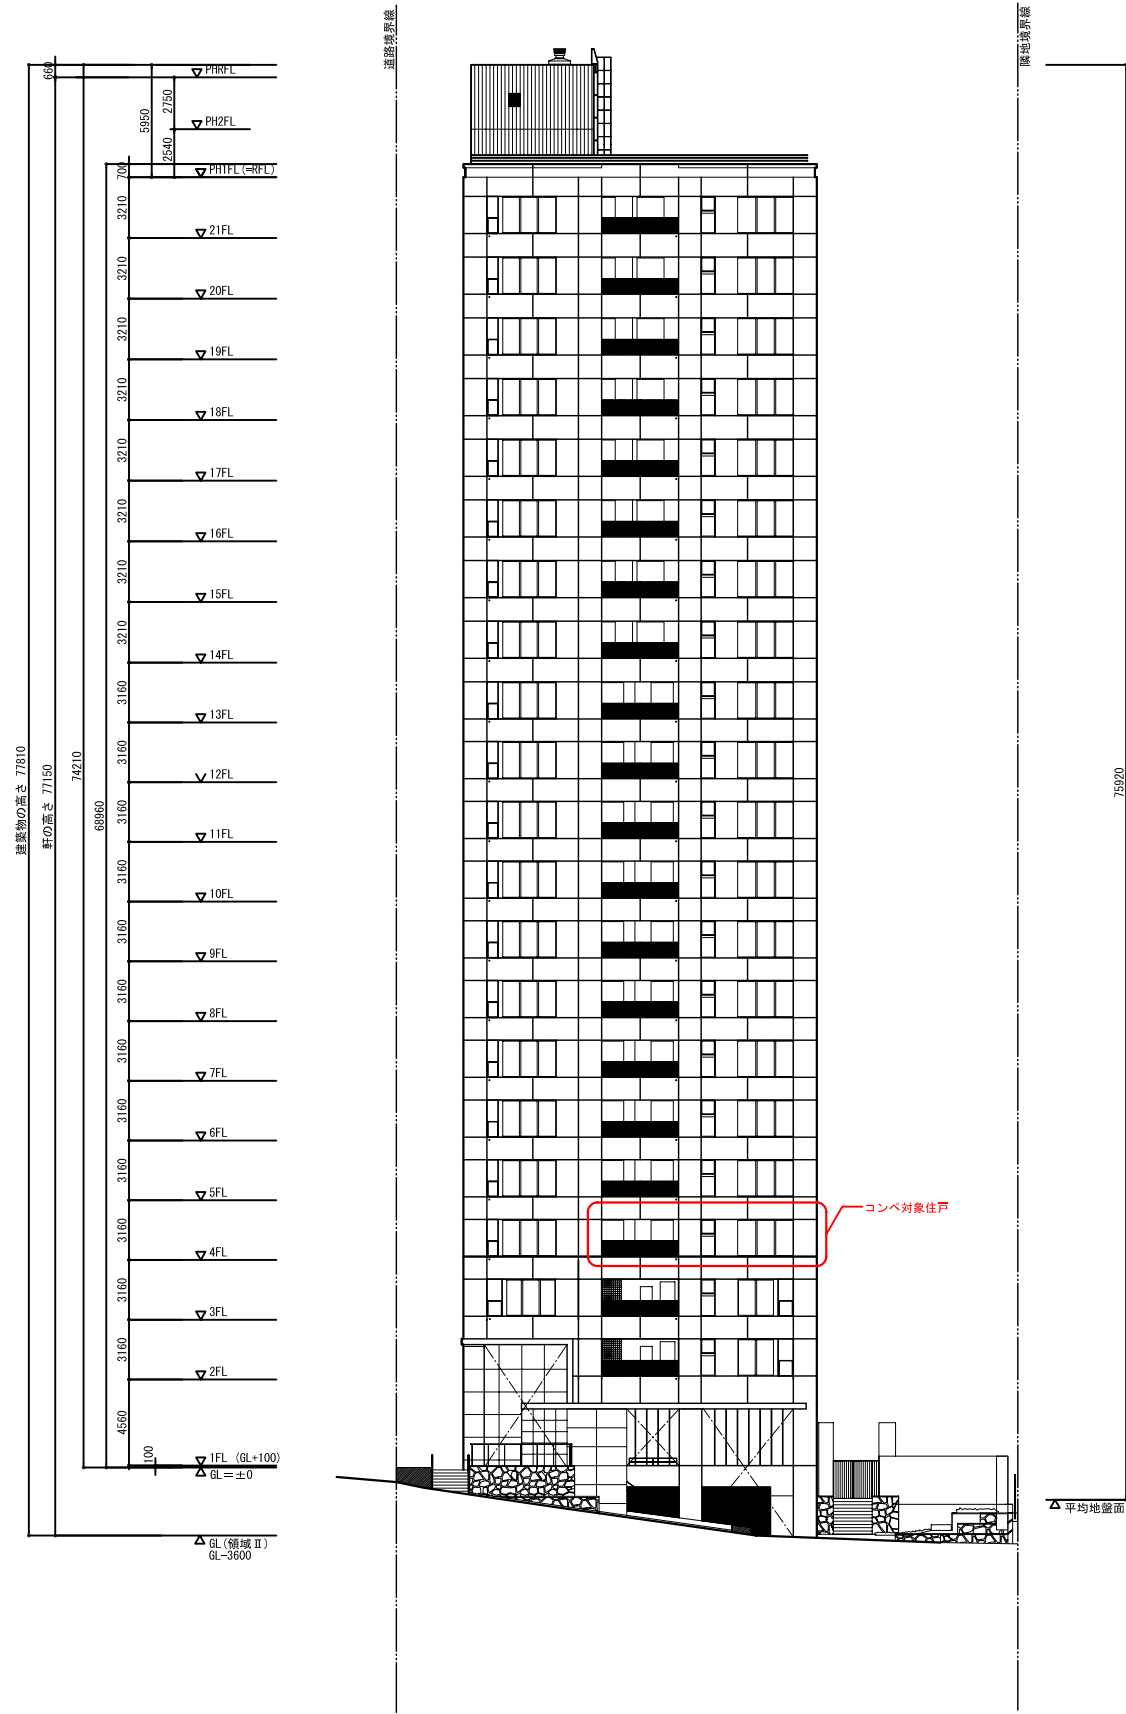 道路境界線
隣地境界線
660
PHRFL
2750
5950
PH2FL
2540
700
PH1FL(=RFL)
3210
21FL
3210
20FL
3210
19FL
3210
18FL
3210
17FL
3210
16FL
3210
15FL
3210
14FL
3160
13FL
3160
12FL
3160
11FL
3160
10FL
3160
9FL
3160
8FL
3160
7FL
3160
6FL
3160
5FL
3160
4FL
3160
3FL
3160
2FL
4560
100
1FL (GL+100)
GL=±0
GL(領域Ⅱ)
GL-3600
建築物の高さ 77810
軒の高さ 77150
74210
68960
75920
コンペ対象住戸
平均地盤面